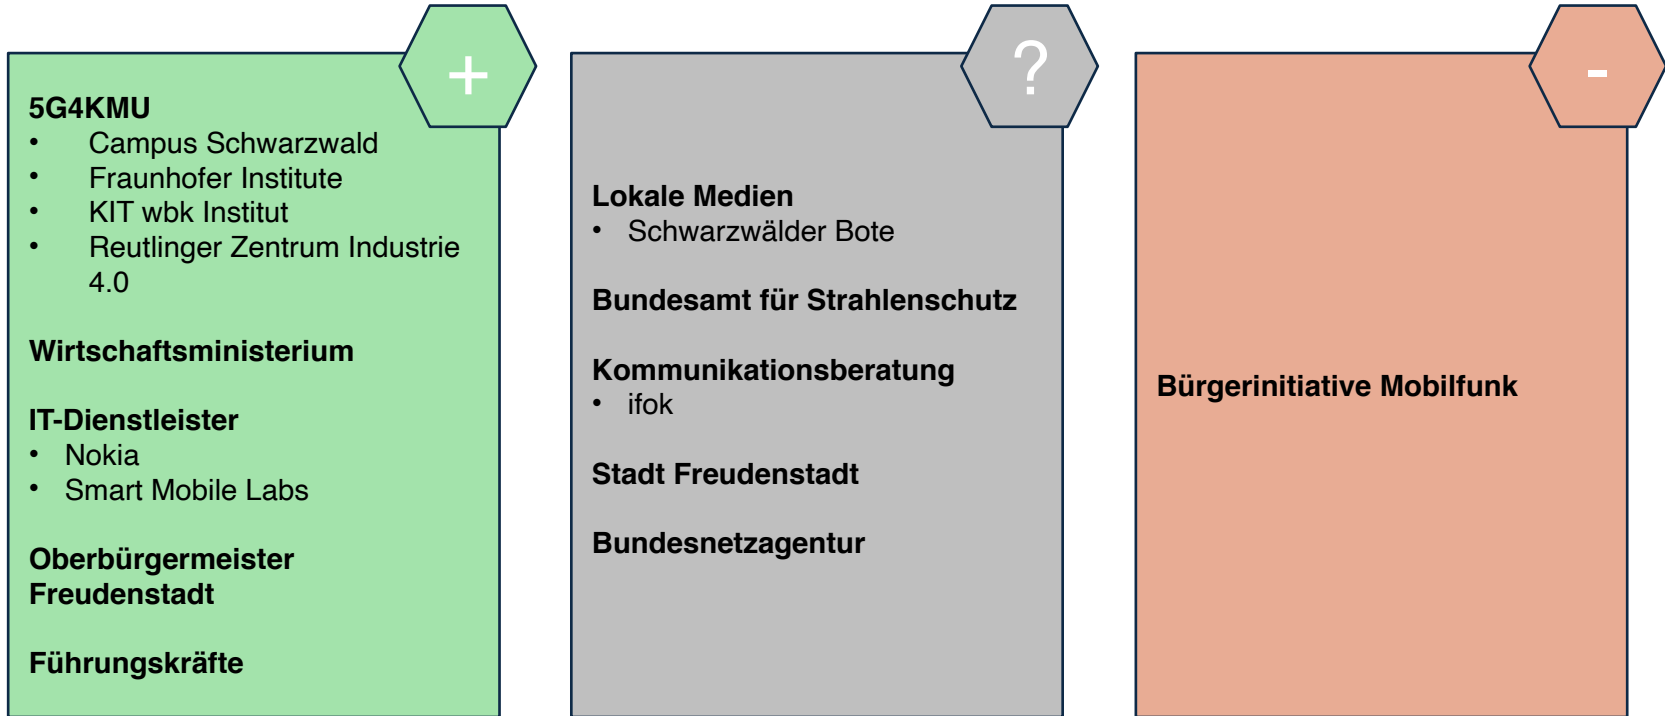 +
5G4KMU
• Campus Schwarzwald
• Fraunhofer Institute
• KIT wbk Institut
• Reutlinger Zentrum Industrie
4.0
Wirtschaftsministerium
IT-Dienstleister
• Nokia
• Smart Mobile Labs
Oberbürgermeister
Freudenstadt
Führungskräfte
?
Lokale Medien
• Schwarzwälder Bote
Bundesamt für Strahlenschutz
Kommunikationsberatung
• ifok
Stadt Freudenstadt
Bundesnetzagentur
-
Bürgerinitiative Mobilfunk